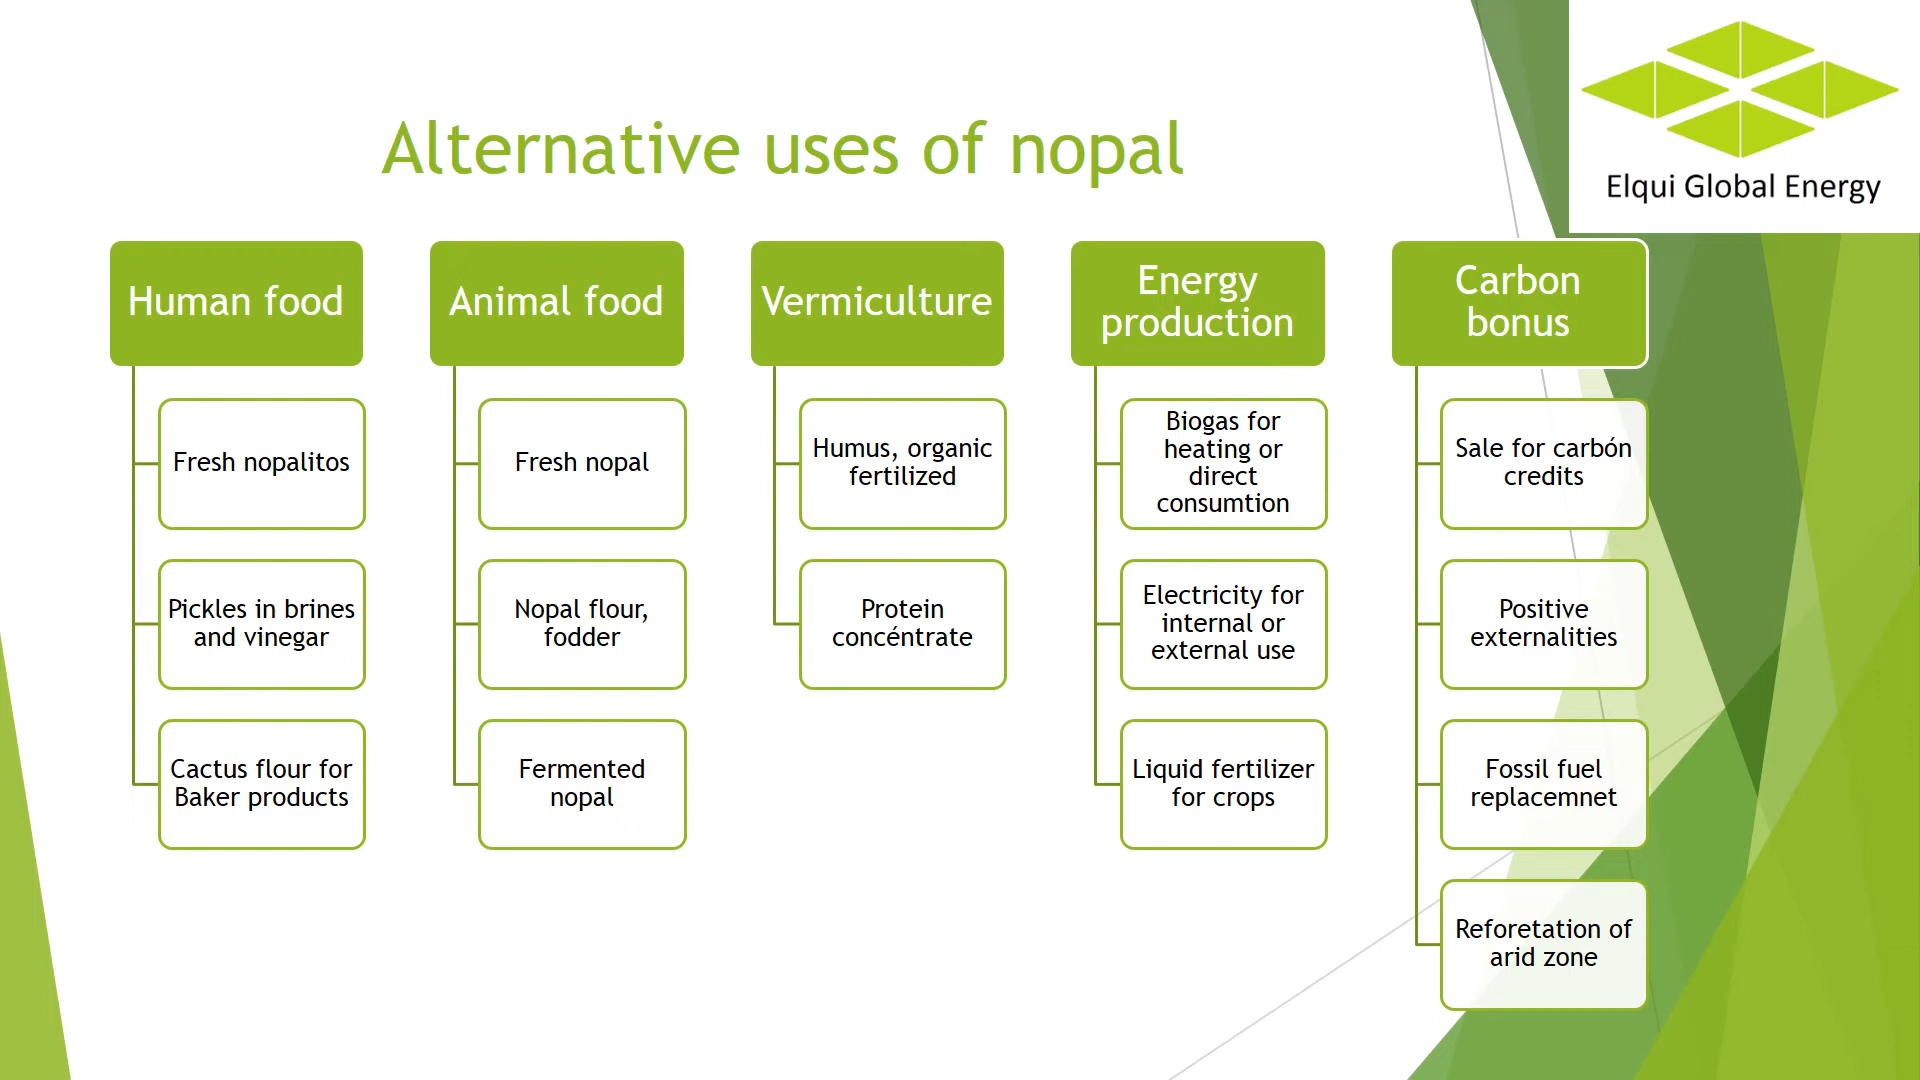 Alternative uses of nopal
Elqui Global Energy
Human food
Fresh nopalitos
Pickles in brines
and vinegar
Cactus flour for
Baker products
Animal food
Fresh nopal
Nopal flour,
fodder
Fermented
nopal
Vermiculture
Humus, organic
fertilized
Protein
concéntrate
Energy
production
Biogas for
heating or
direct
consumtion
Electricity for
internal or
external use
Liquid fertilizer
for crops
Carbon
bonus
Sale for carbón
credits
Positive
externalities
Fossil fuel
replacemnet
Reforetation of
arid zone